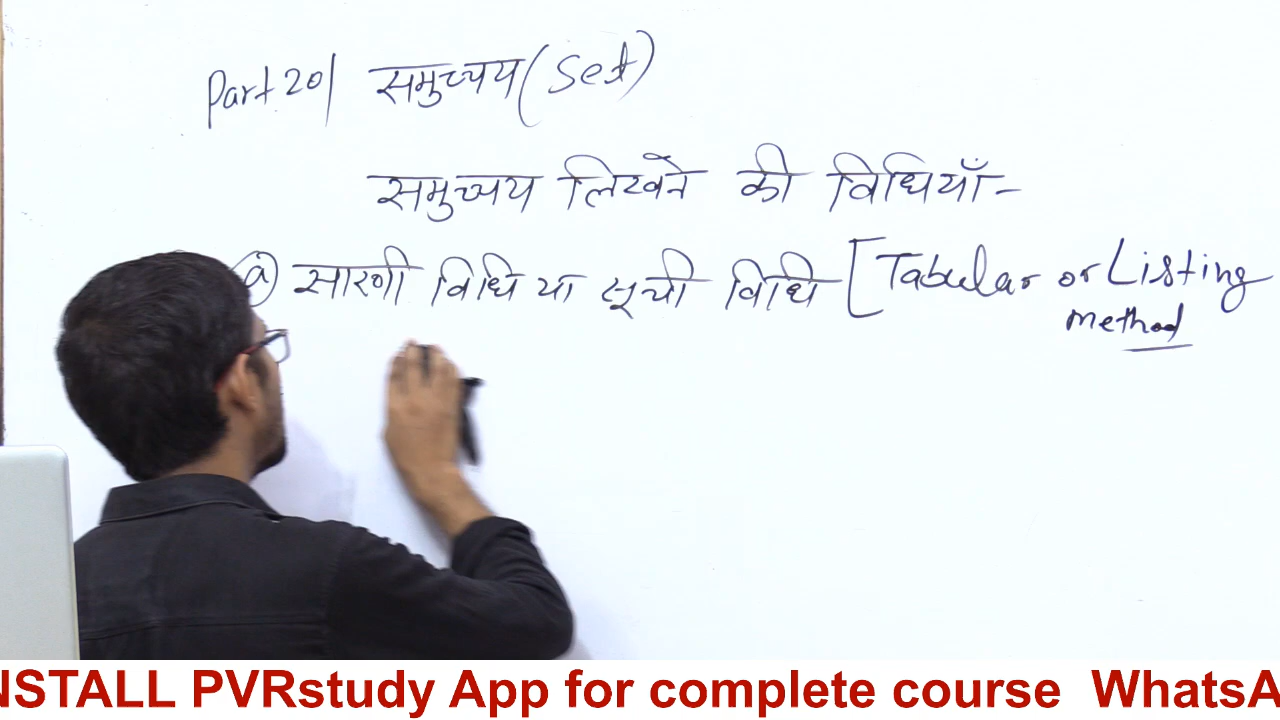 Part 20| समुच्चय (Set)
समुच्चय लिखने की विधियाँ-
(a) सारणी विधि या सूची विधि [Tabular or Listing
method
NSTALL PVRstudy App for complete course WhatsA